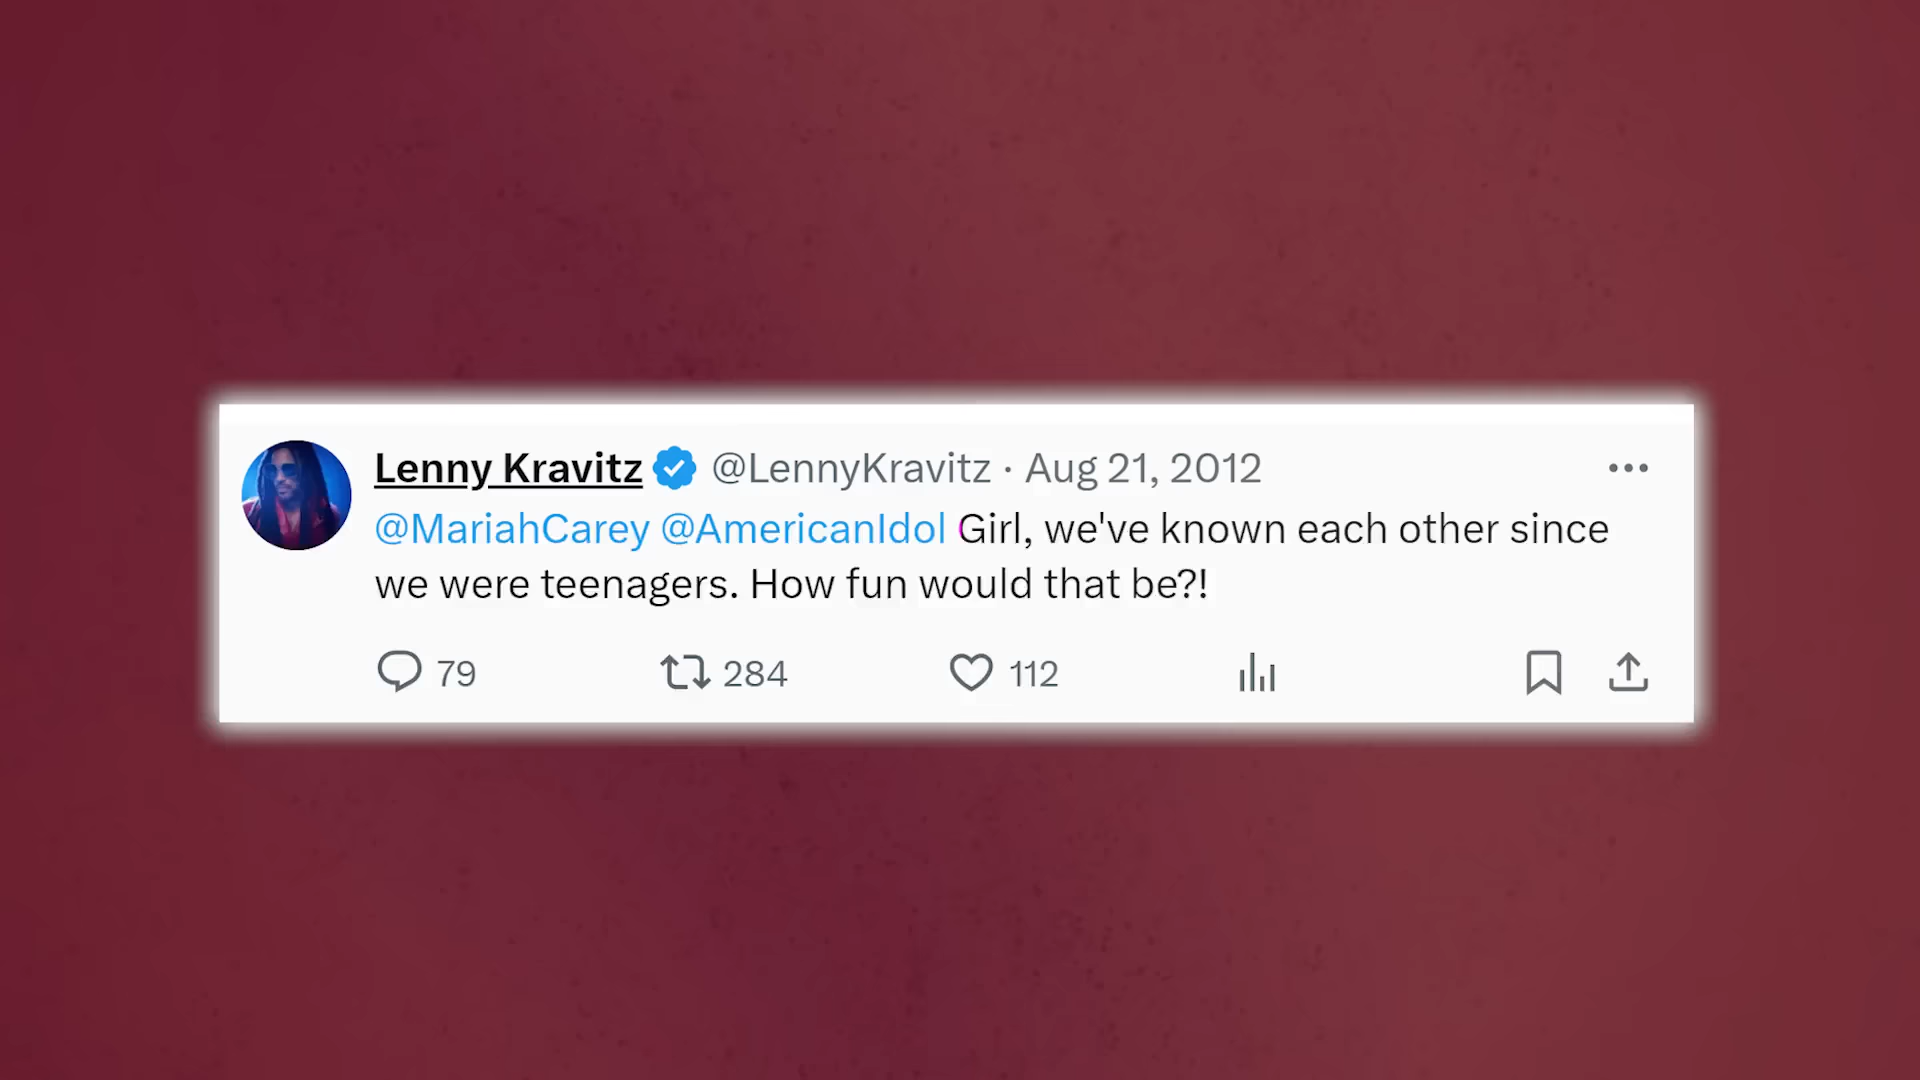 Lenny Kravitz @LennyKravitz · Aug 21, 2012
@MariahCarey @AmericanIdol Girl, we've known each other since
we were teenagers. How fun would that be?!
79 284 112